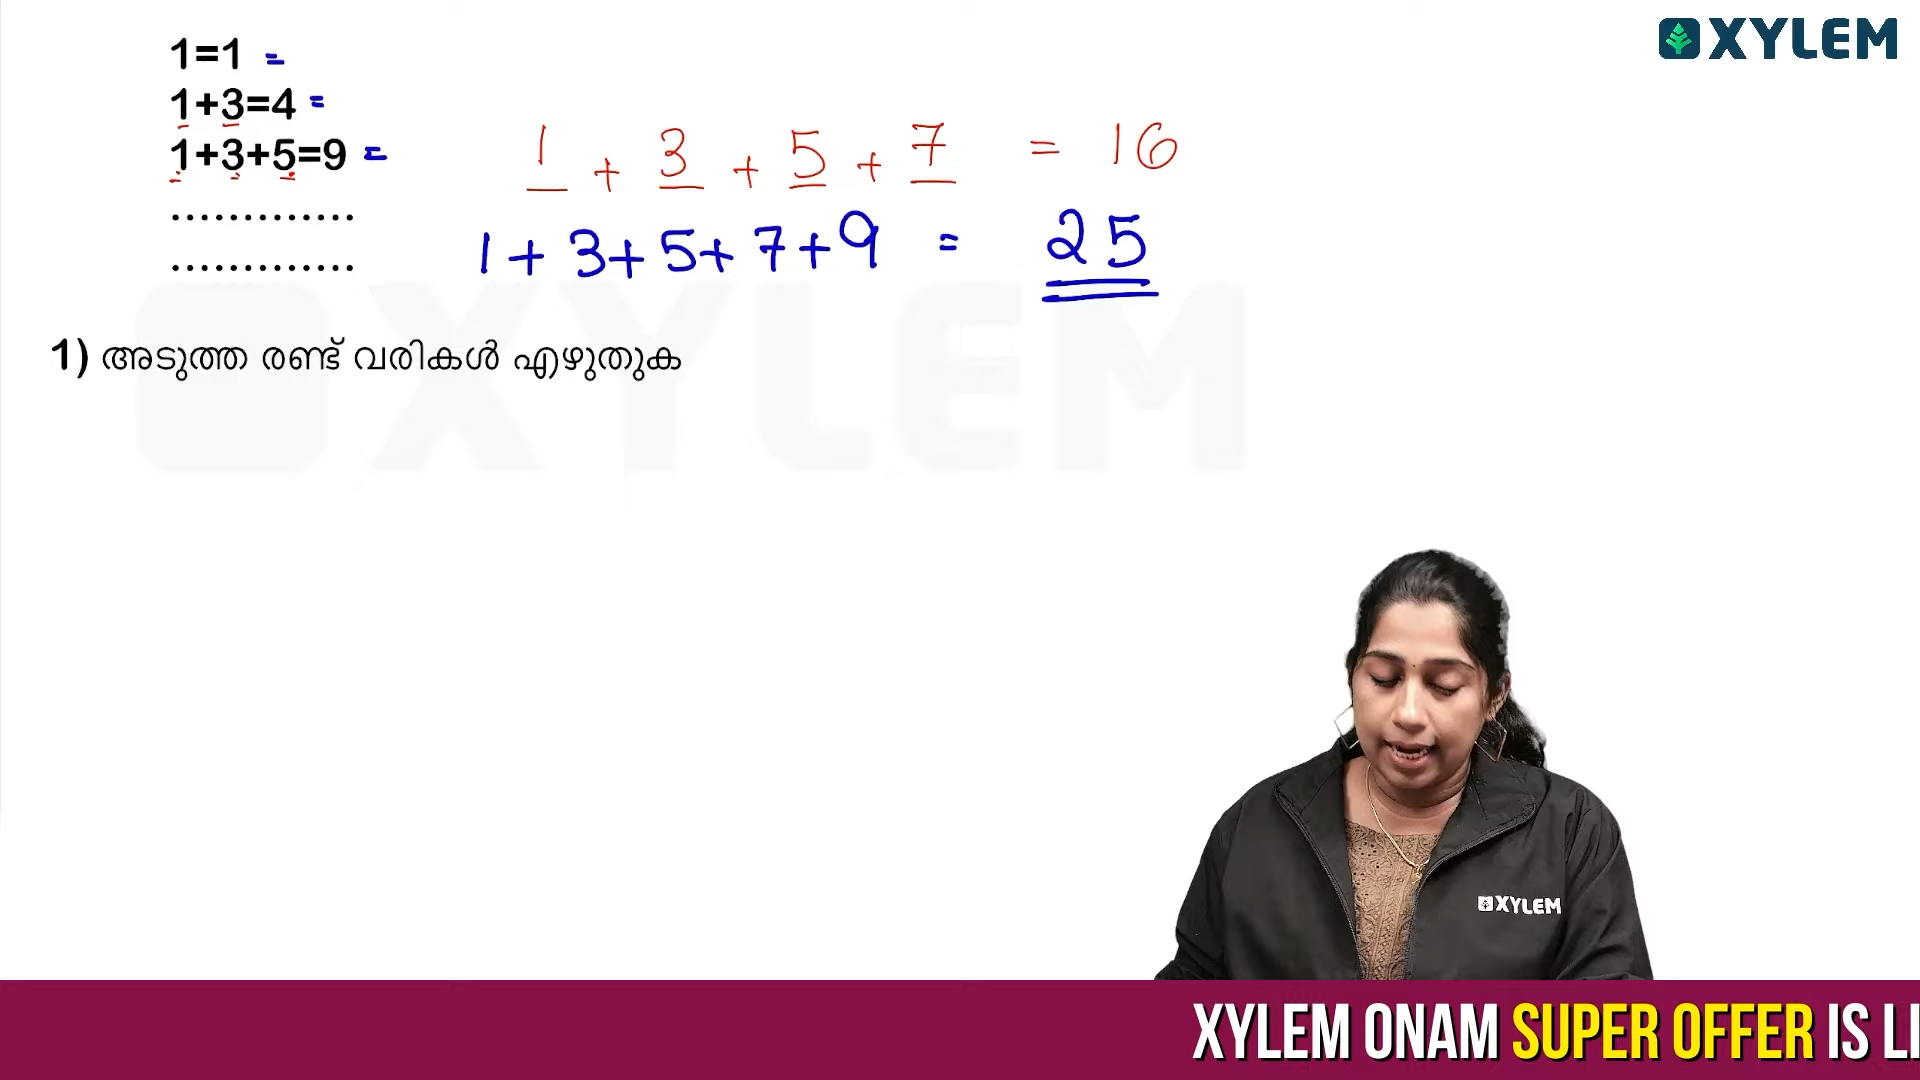 XYLEM
1=1 =
1+3=4 =
1+3+5=9 =
1 + 3 + 5 + 7 = 16
.............
1 + 3 + 5 + 7 + 9 = 25
.............
XYLEM
1) അടുത്ത രണ്ട് വരികൾ എഴുതുക
XYLEM
XYLEM ONAM SUPER OFFER IS LI